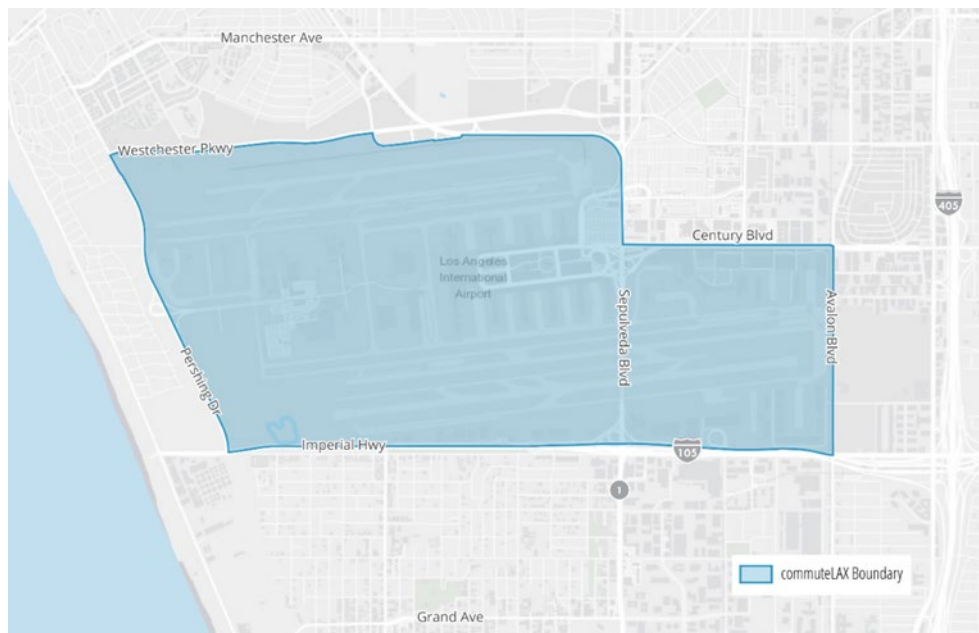 Manchester Ave
Westchester Pkwy
405
Century Blvd
Los Angeles
International
Airport
Sepulveda Blvd
Avalon Blvd
Pershing Dr
Imperial Hwy
105
1
commuteLAX Boundary
Grand Ave